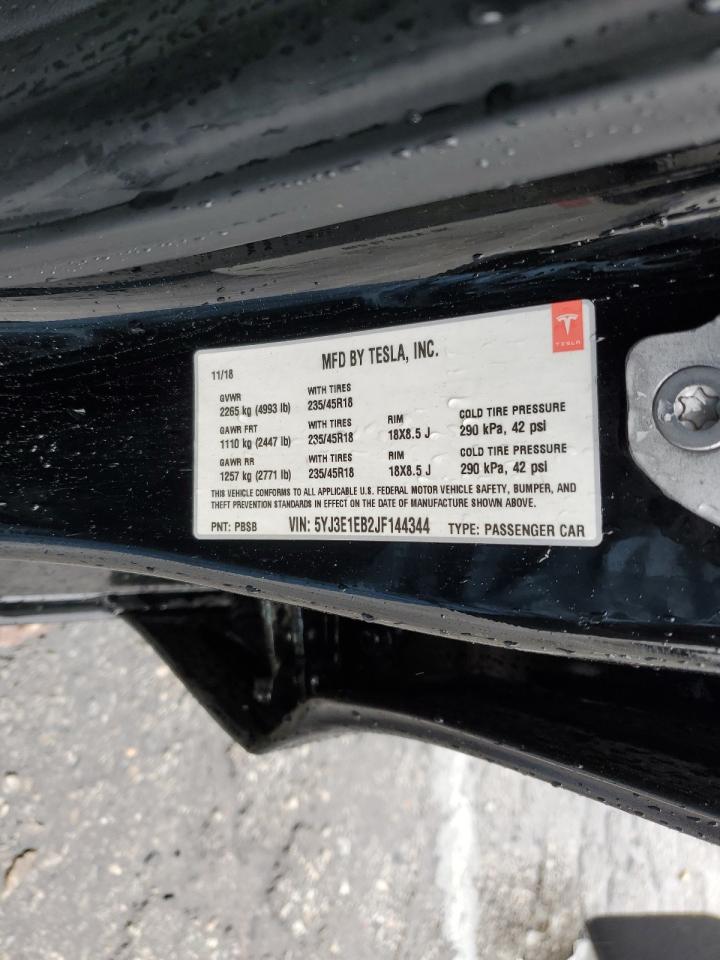 TESLA
MFD BY TESLA, INC.
11/18
GVWR WITH TIRES
2265 kg (4993 lb) 235/45R18
GAWR FRT WITH TIRES RIM COLD TIRE PRESSURE
1110 kg (2447 lb) 235/45R18 18X8.5 J 290 kPa, 42 psi
GAWR RR WITH TIRES RIM COLD TIRE PRESSURE
1257 kg (2771 lb) 235/45R18 18X8.5 J 290 kPa, 42 psi
THIS VEHICLE CONFORMS TO ALL APPLICABLE U.S. FEDERAL MOTOR VEHICLE SAFETY, BUMPER, AND
THEFT PREVENTION STANDARDS IN EFFECT ON THE DATE OF MANUFACTURE SHOWN ABOVE.
PNT: PBSB VIN: 5YJ3E1EB2JF144344 TYPE: PASSENGER CAR